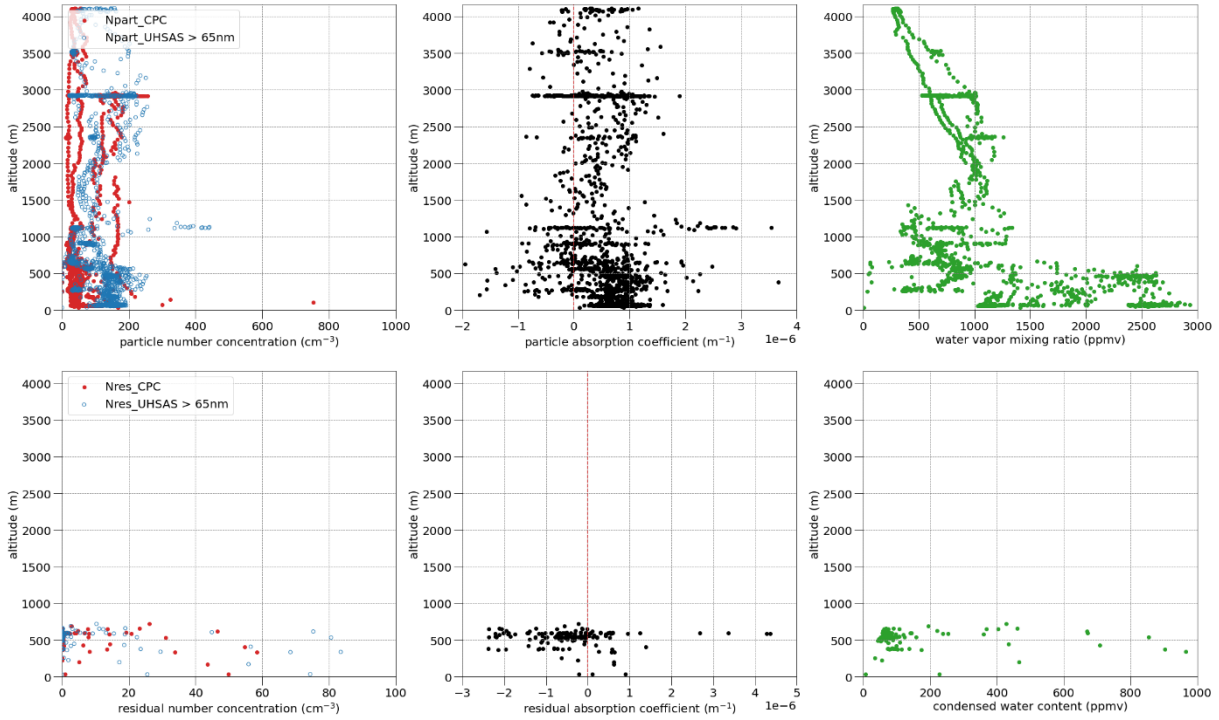 Npart_CPC
Npart_UHSAS > 65nm
altitude (m)
4000
3500
3000
2500
2000
1500
1000
500
0
0 200 400 600 800 1000
particle number concentration (cm⁻³)
altitude (m)
4000
3500
3000
2500
2000
1500
1000
500
0
−2 −1 0 1 2 3 4
1e−6
particle absorption coefficient (m⁻¹)
altitude (m)
4000
3500
3000
2500
2000
1500
1000
500
0
0 500 1000 1500 2000 2500 3000
water vapor mixing ratio (ppmv)
Nres_CPC
Nres_UHSAS > 65nm
altitude (m)
4000
3500
3000
2500
2000
1500
1000
500
0
0 20 40 60 80 100
residual number concentration (cm⁻³)
altitude (m)
4000
3500
3000
2500
2000
1500
1000
500
0
−3 −2 −1 0 1 2 3 4 5
1e−6
residual absorption coefficient (m⁻¹)
altitude (m)
4000
3500
3000
2500
2000
1500
1000
500
0
0 200 400 600 800 1000
condensed water content (ppmv)